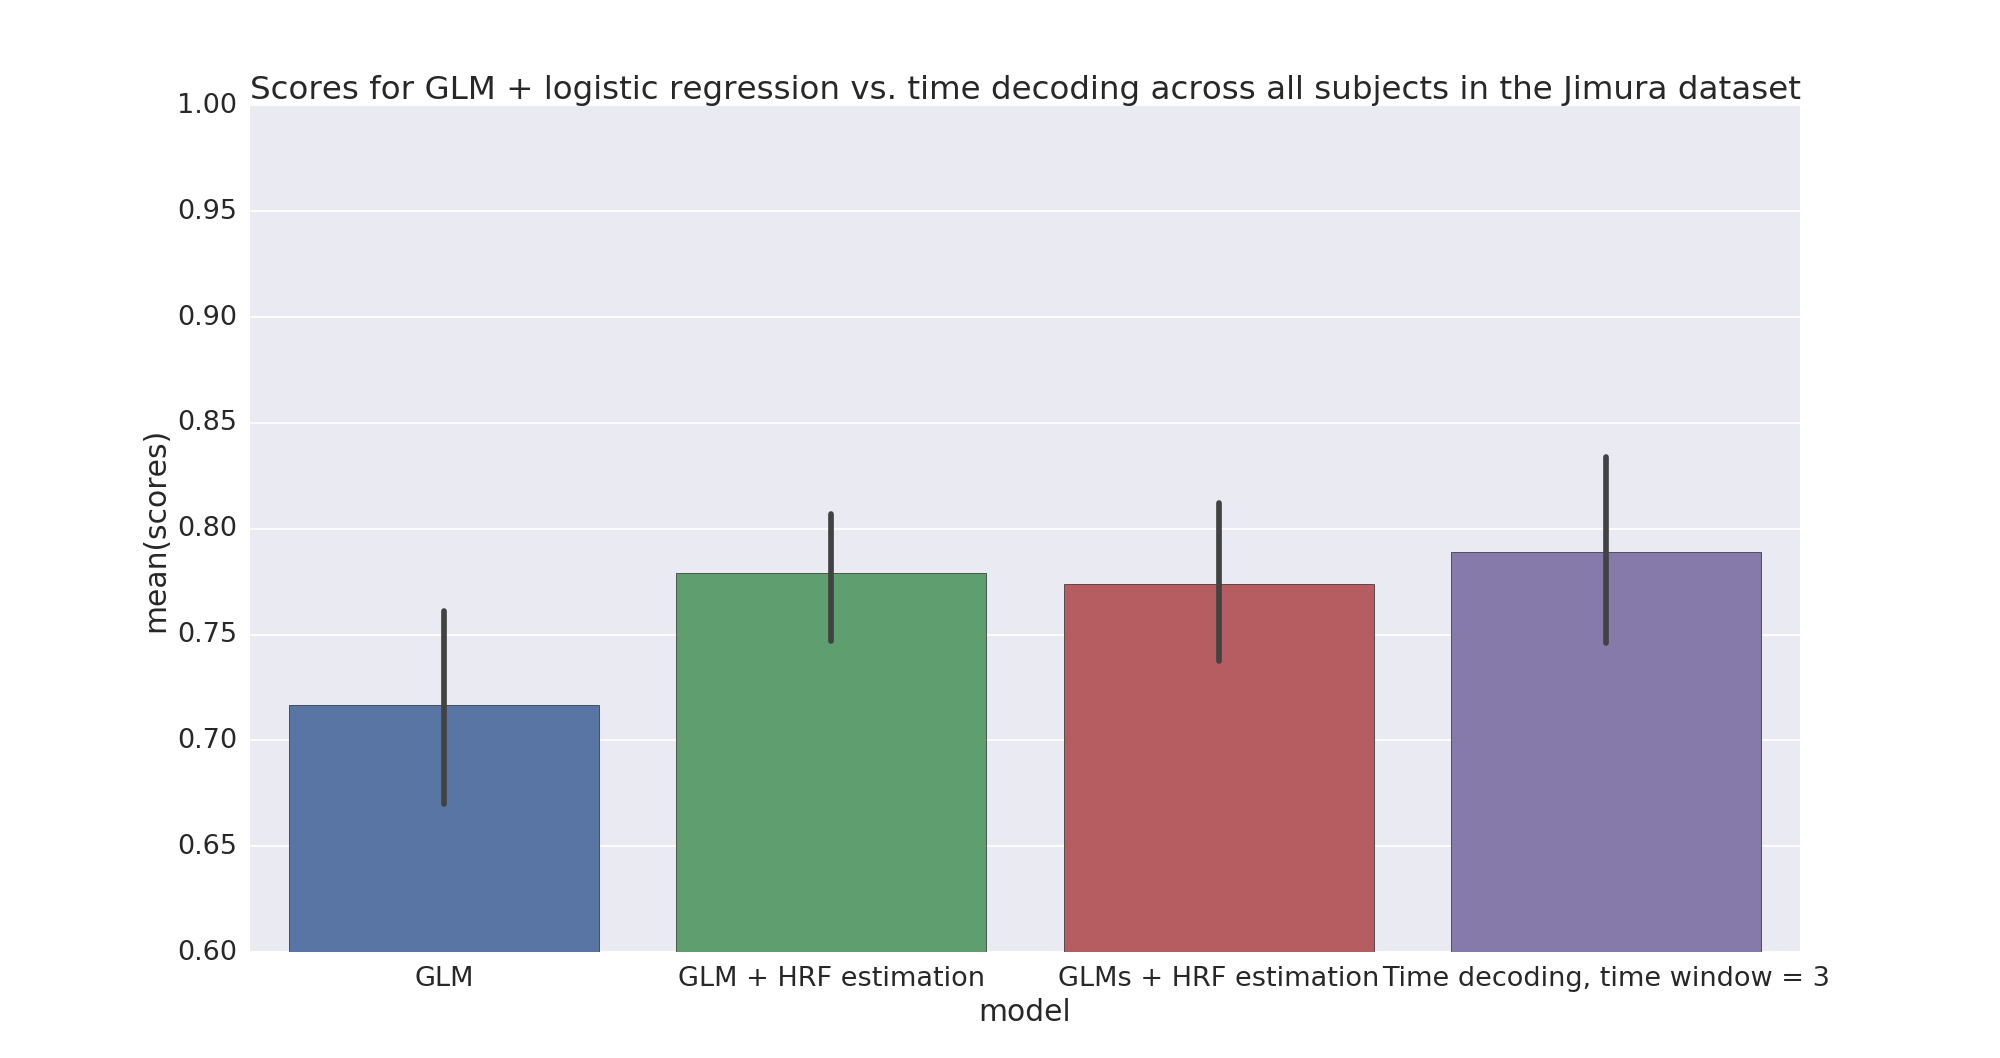 Scores for GLM + logistic regression vs. time decoding across all subjects in the Jimura dataset
1.00
0.95
0.90
0.85
0.80
0.75
0.70
0.65
0.60
mean(scores)
GLM
GLM + HRF estimation
GLMs + HRF estimation
Time decoding, time window = 3
model